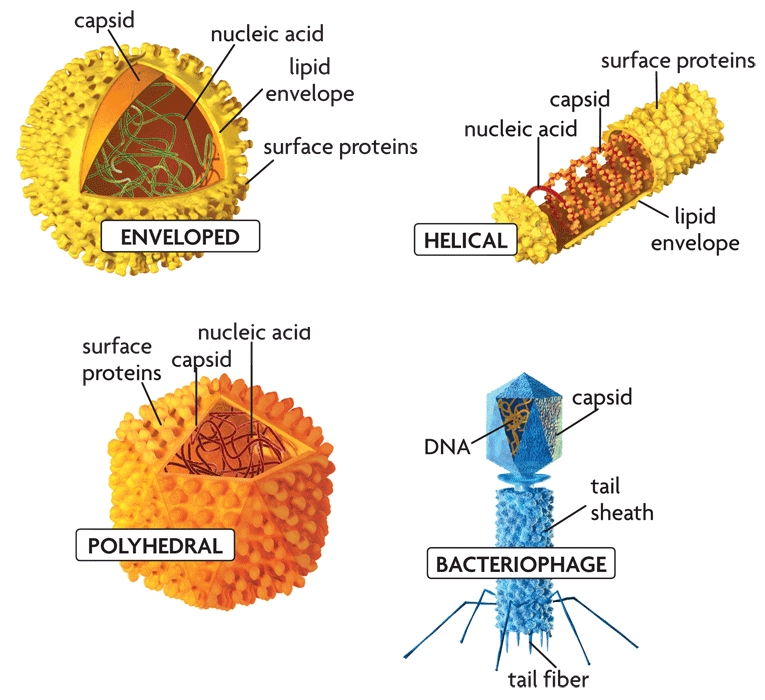 capsid
nucleic acid
lipid
envelope
surface proteins
ENVELOPED
surface proteins
capsid
nucleic acid
lipid
envelope
HELICAL
nucleic acid
surface
proteins
capsid
POLYHEDRAL
capsid
DNA
tail
sheath
BACTERIOPHAGE
tail fiber